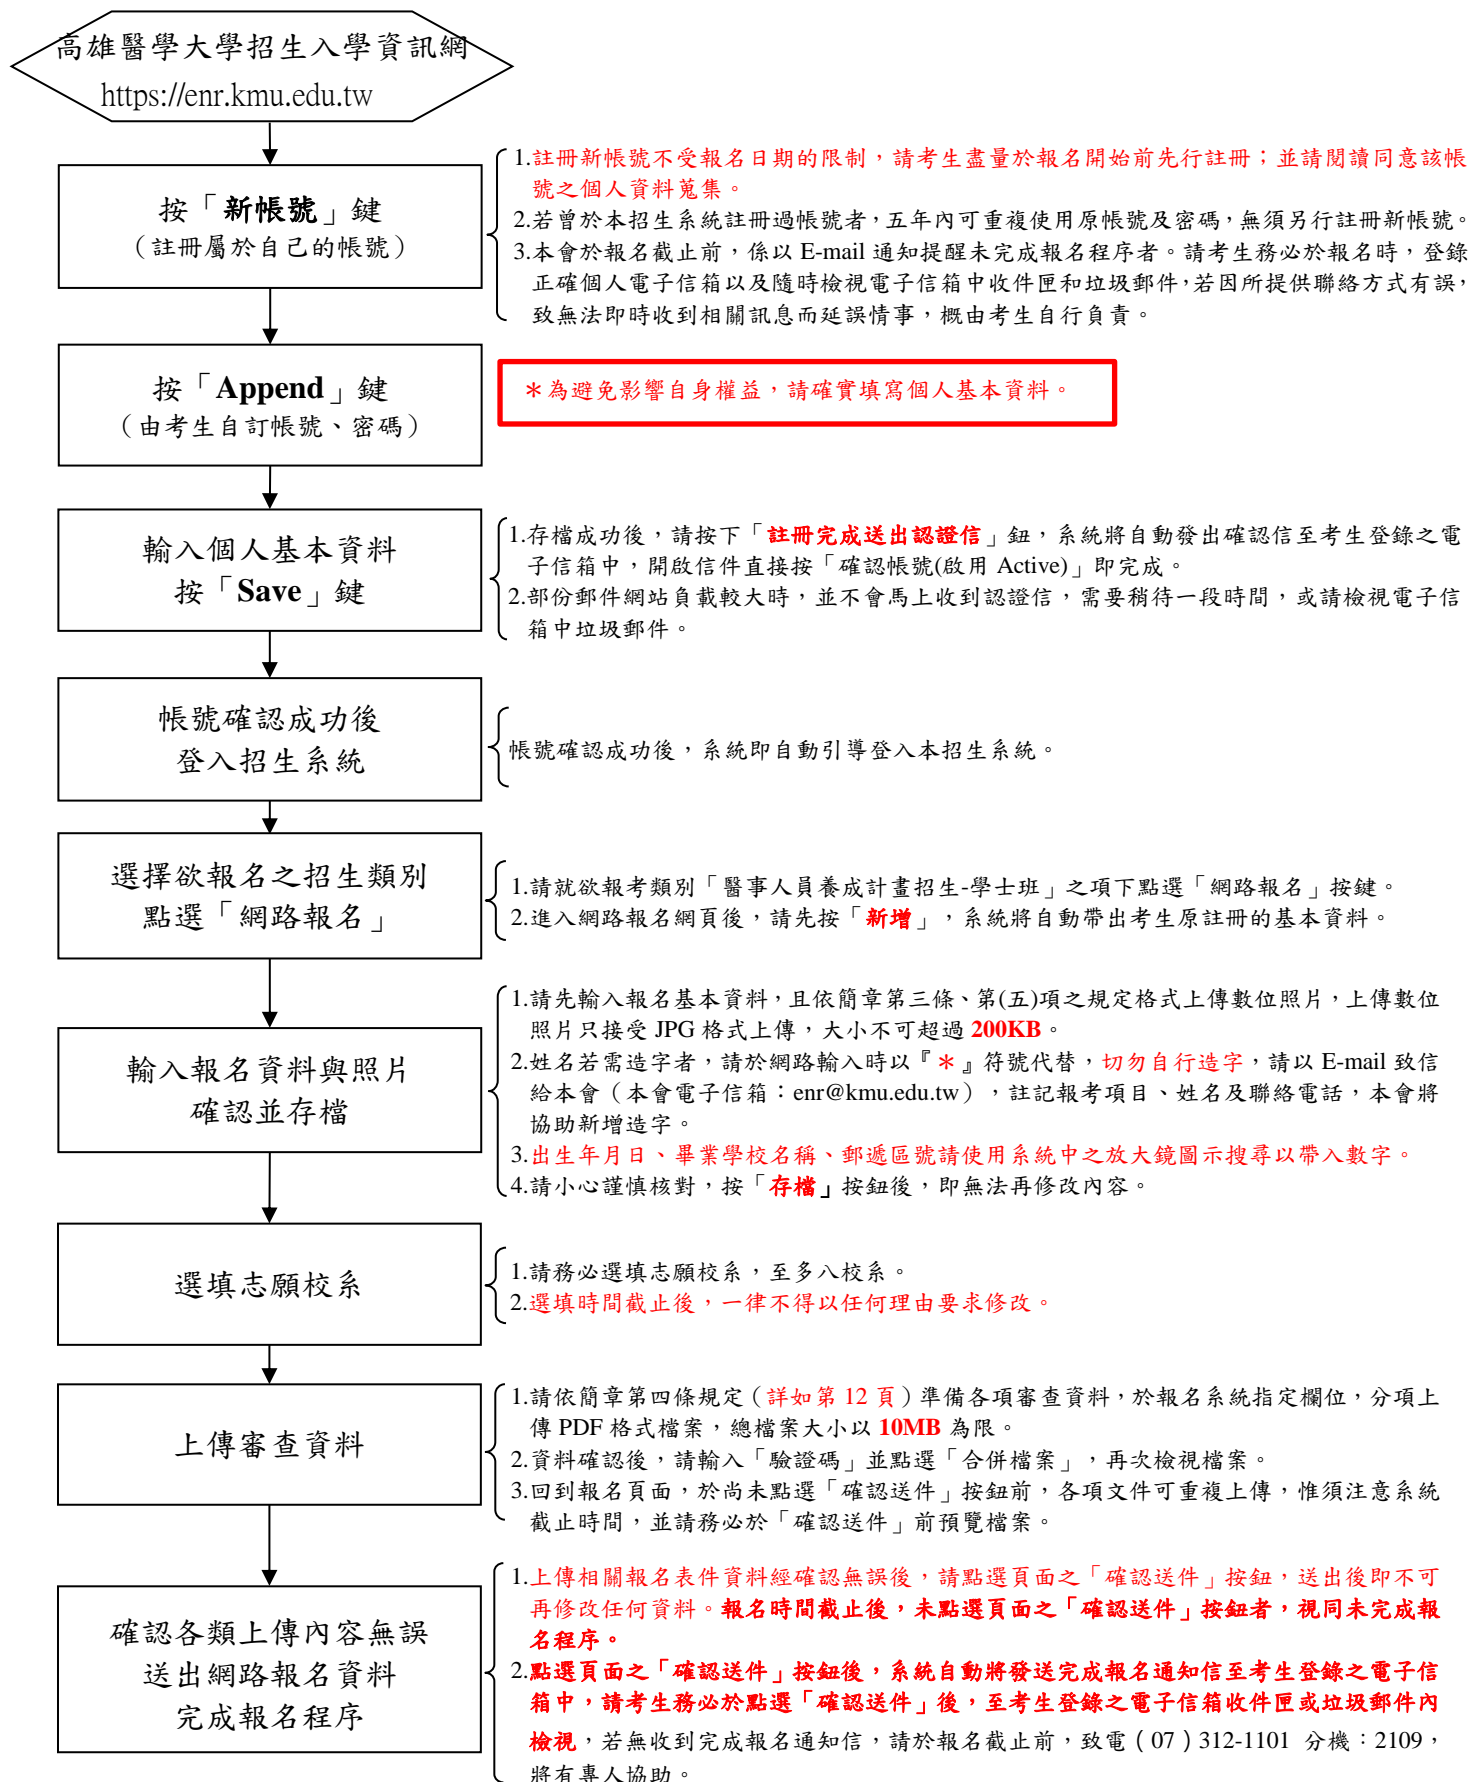 高雄醫學大學招生入學資訊網
https://enr.kmu.edu.tw
按「新帳號」鍵
（註冊屬於自己的帳號）
1.註冊新帳號不受報名日期的限制，請考生盡量於報名開始前先行註冊；並請閱讀同意該帳
號之個人資料蒐集。
2.若曾於本招生系統註冊過帳號者，五年內可重複使用原帳號及密碼，無須另行註冊新帳號。
3.本會於報名截止前，係以 E-mail 通知提醒未完成報名程序者。請考生務必於報名時，登錄
正確個人電子信箱以及隨時檢視電子信箱中收件匣和垃圾郵件，若因所提供聯絡方式有誤，
致無法即時收到相關訊息而延誤情事，概由考生自行負責。
按「Append」鍵
（由考生自訂帳號、密碼）
＊為避免影響自身權益，請確實填寫個人基本資料。
輸入個人基本資料
按「Save」鍵
1.存檔成功後，請按下「註冊完成送出認證信」鈕，系統將自動發出確認信至考生登錄之電
子信箱中，開啟信件直接按「確認帳號(啟用 Active)」即完成。
2.部份郵件網站負載較大時，並不會馬上收到認證信，需要稍待一段時間，或請檢視電子信
箱中垃圾郵件。
帳號確認成功後
登入招生系統
帳號確認成功後，系統即自動引導登入本招生系統。
選擇欲報名之招生類別
點選「網路報名」
1.請就欲報考類別「醫事人員養成計畫招生-學士班」之項下點選「網路報名」按鍵。
2.進入網路報名網頁後，請先按「新增」，系統將自動帶出考生原註冊的基本資料。
輸入報名資料與照片
確認並存檔
1.請先輸入報名基本資料，且依簡章第三條、第(五)項之規定格式上傳數位照片，上傳數位
照片只接受 JPG 格式上傳，大小不可超過 200KB。
2.姓名若需造字者，請於網路輸入時以『＊』符號代替，切勿自行造字，請以 E-mail 致信
給本會（本會電子信箱：enr@kmu.edu.tw），註記報考項目、姓名及聯絡電話，本會將
協助新增造字。
3.出生年月日、畢業學校名稱、郵遞區號請使用系統中之放大鏡圖示搜尋以帶入數字。
4.請小心謹慎核對，按「存檔」按鈕後，即無法再修改內容。
選填志願校系
1.請務必選填志願校系，至多八校系。
2.選填時間截止後，一律不得以任何理由要求修改。
上傳審查資料
1.請依簡章第四條規定（詳如第 12 頁）準備各項審查資料，於報名系統指定欄位，分項上
傳 PDF 格式檔案，總檔案大小以 10MB 為限。
2.資料確認後，請輸入「驗證碼」並點選「合併檔案」，再次檢視檔案。
3.回到報名頁面，於尚未點選「確認送件」按鈕前，各項文件可重複上傳，惟須注意系統
截止時間，並請務必於「確認送件」前預覽檔案。
確認各類上傳內容無誤
送出網路報名資料
完成報名程序
1.上傳相關報名表件資料經確認無誤後，請點選頁面之「確認送件」按鈕，送出後即不可
再修改任何資料。報名時間截止後，未點選頁面之「確認送件」按鈕者，視同未完成報
名程序。
2.點選頁面之「確認送件」按鈕後，系統自動將發送完成報名通知信至考生登錄之電子信
箱中，請考生務必於點選「確認送件」後，至考生登錄之電子信箱收件匣或垃圾郵件內
檢視，若無收到完成報名通知信，請於報名截止前，致電（07）312-1101 分機：2109，
將有專人協助。